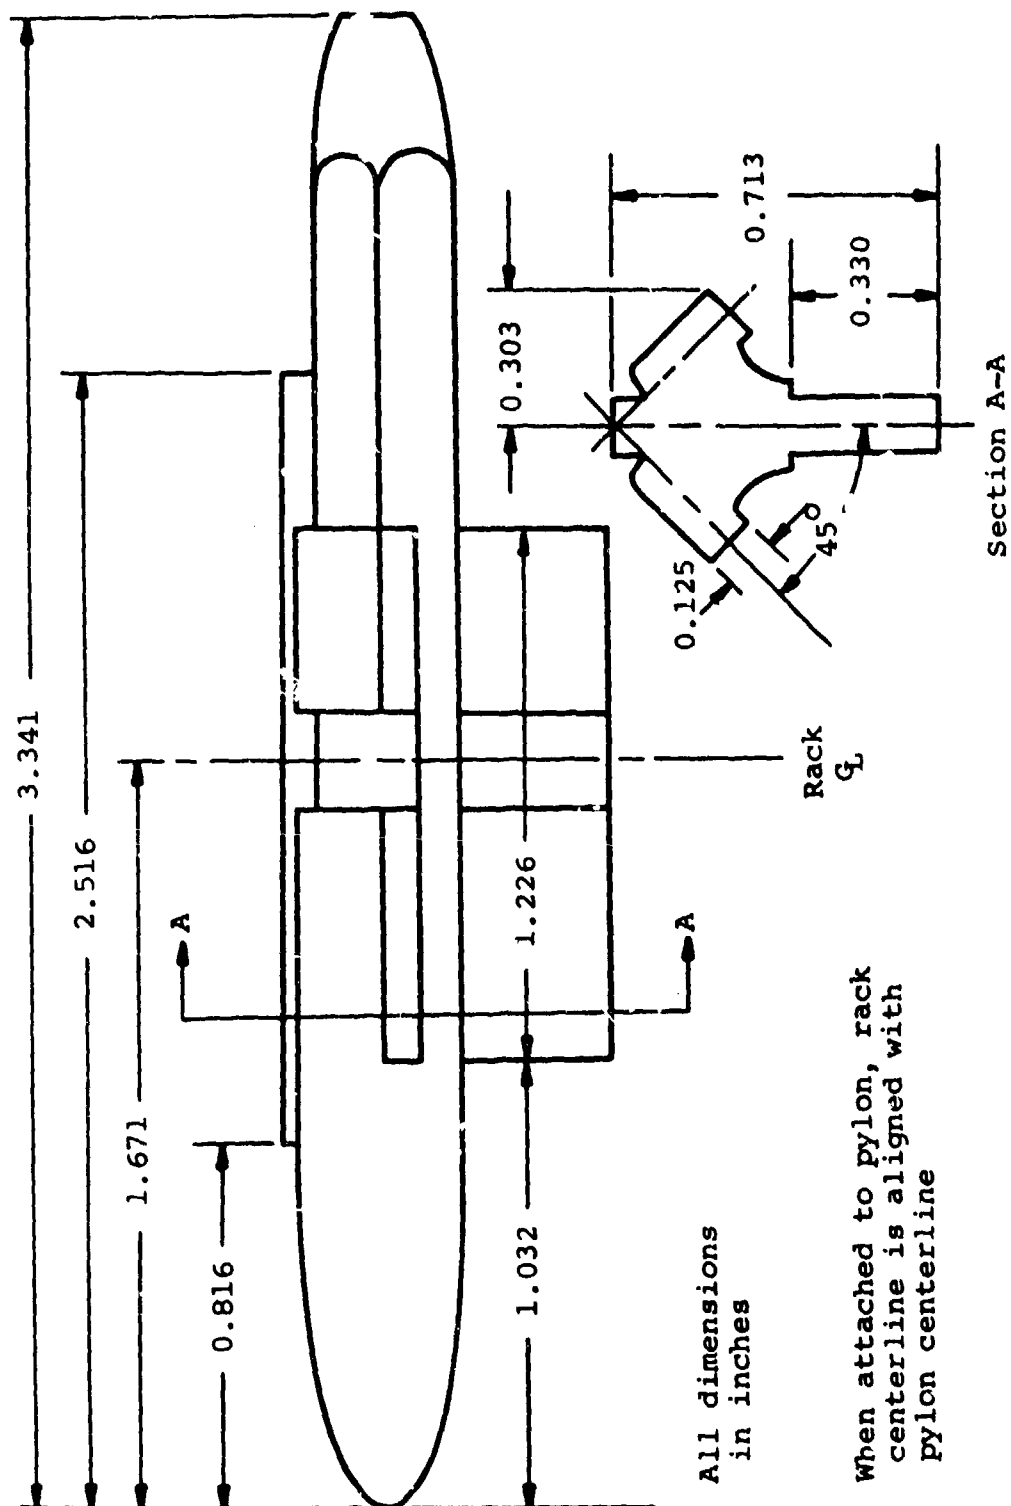 3.341
2.516
1.671
0.816
A
A
1.226
1.032
Rack
℄
0.303
0.713
0.330
0.125
45°
Section A-A
All dimensions
in inches
When attached to pylon, rack
centerline is aligned with
pylon centerline